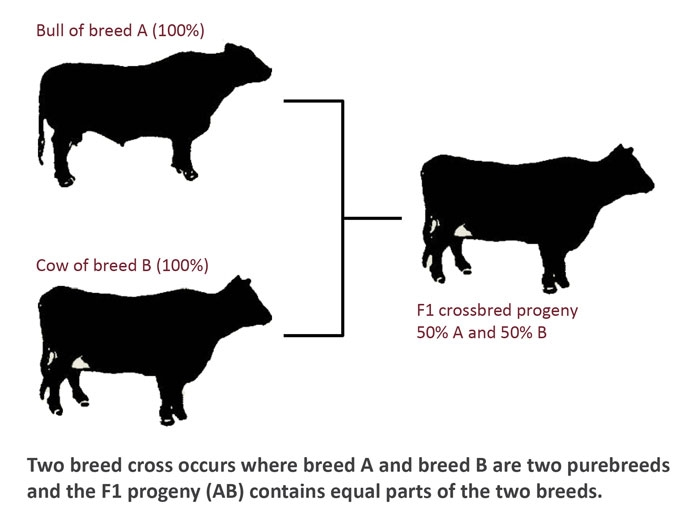 Bull of breed A (100%)
Cow of breed B (100%)
F1 crossbred progeny
50% A and 50% B
Two breed cross occurs where breed A and breed B are two purebreeds
and the F1 progeny (AB) contains equal parts of the two breeds.